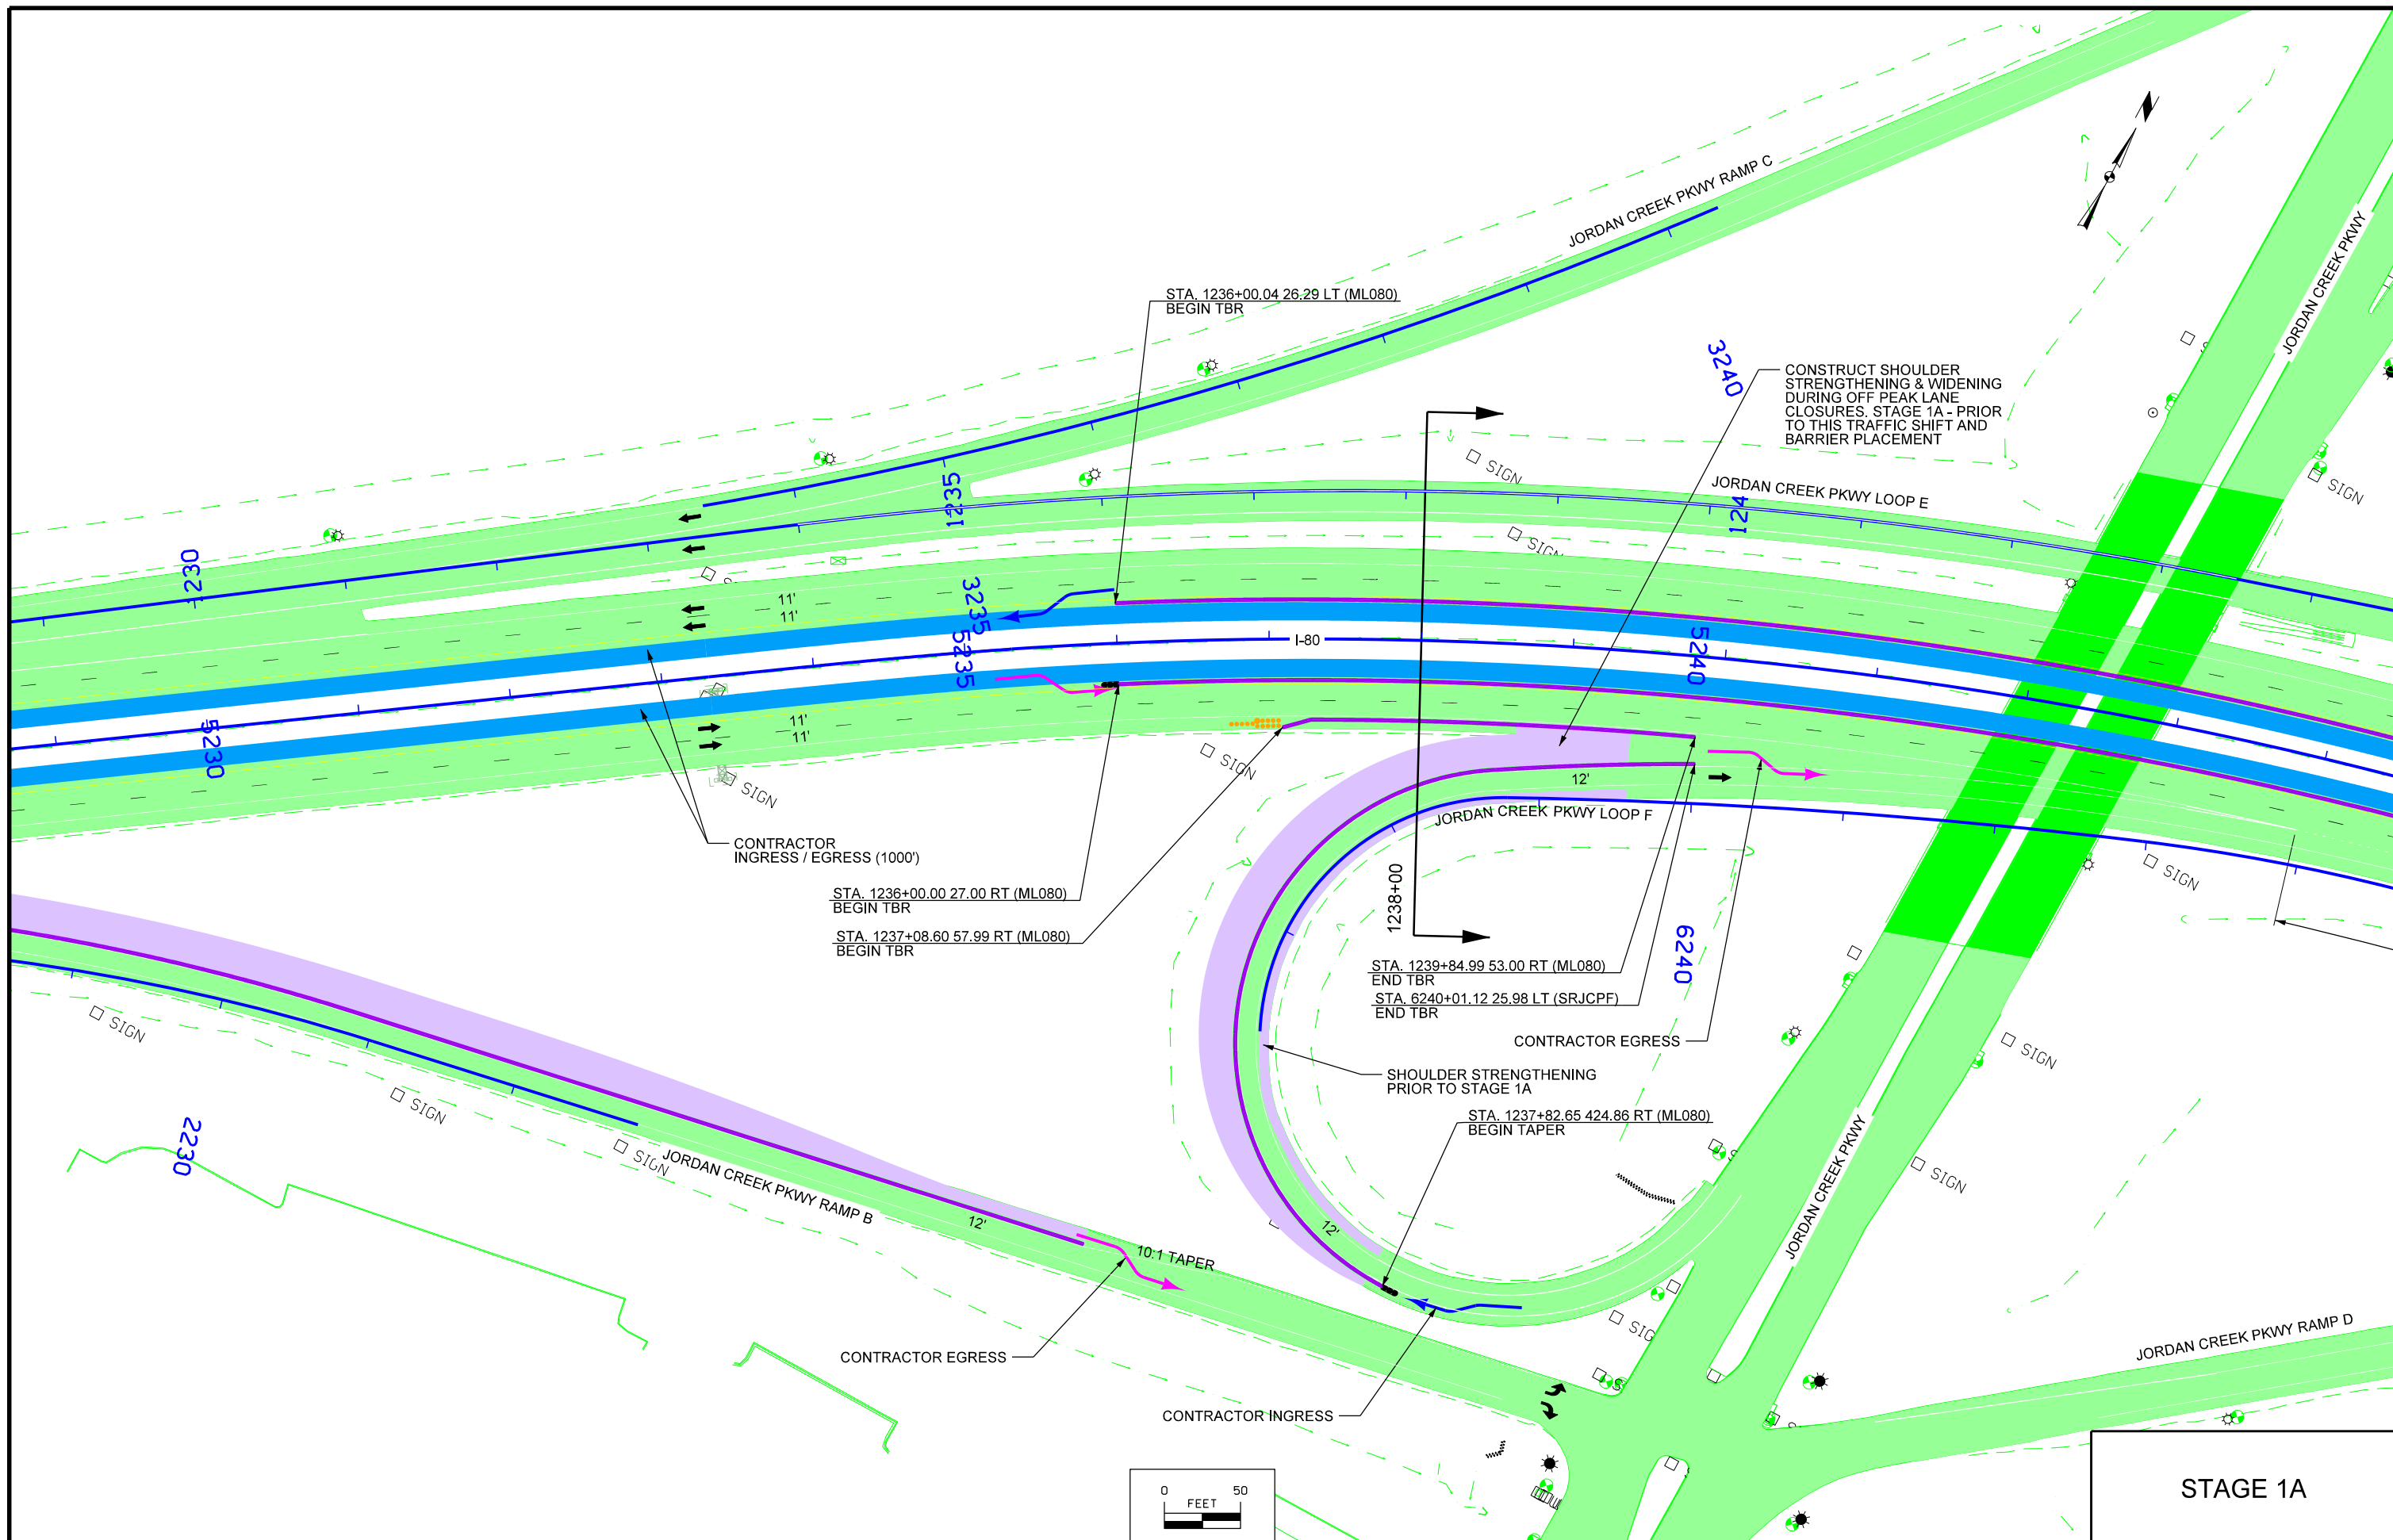 JORDAN CREEK PKWY RAMP C
JORDAN CREEK PKWY
STA. 1236+00.04 26.29 LT (ML080)
BEGIN TBR
3240
CONSTRUCT SHOULDER
STRENGTHENING & WIDENING
DURING OFF PEAK LANE
CLOSURES. STAGE 1A - PRIOR
TO THIS TRAFFIC SHIFT AND
BARRIER PLACEMENT
SIGN
SIGN
1235
JORDAN CREEK PKWY LOOP E
124
1230
3235
11'
11'
I-80
5235
5240
5230
11'
11'
SIGN
SIGN
12'
JORDAN CREEK PKWY LOOP F
CONTRACTOR
INGRESS / EGRESS (1000')
SIGN
STA. 1236+00.00 27.00 RT (ML080)
BEGIN TBR
1238+00
STA. 1237+08.60 57.99 RT (ML080)
BEGIN TBR
6240
STA. 1239+84.99 53.00 RT (ML080)
END TBR
STA. 6240+01.12 25.98 LT (SRJCPF)
END TBR
SIGN
CONTRACTOR EGRESS
SIGN
SHOULDER STRENGTHENING
PRIOR TO STAGE 1A
SIGN
STA. 1237+82.65 424.86 RT (ML080)
BEGIN TAPER
2230
SIGN
JORDAN CREEK PKWY RAMP B
SIGN
JORDAN CREEK PKWY
12'
12'
10:1 TAPER
CONTRACTOR EGRESS
JORDAN CREEK PKWY RAMP D
CONTRACTOR INGRESS
0 50
FEET
STAGE 1A